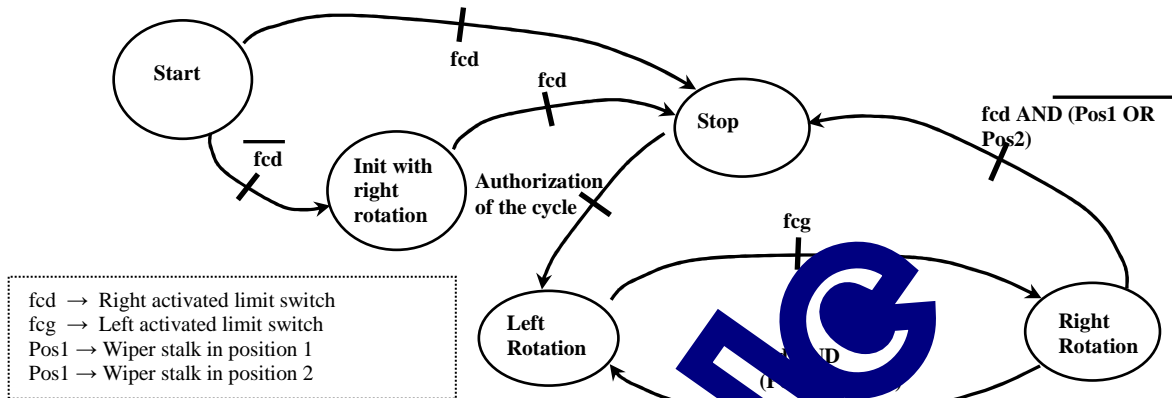 Start
fcd
fcd
Stop
fcd AND (Pos1 OR
Pos2)
fcd
Init with
right
rotation
Authorization
of the cycle
fcg
fcd → Right activated limit switch
fcg → Left activated limit switch
Pos1 → Wiper stalk in position 1
Pos1 → Wiper stalk in position 2
Left
Rotation
Right
Rotation